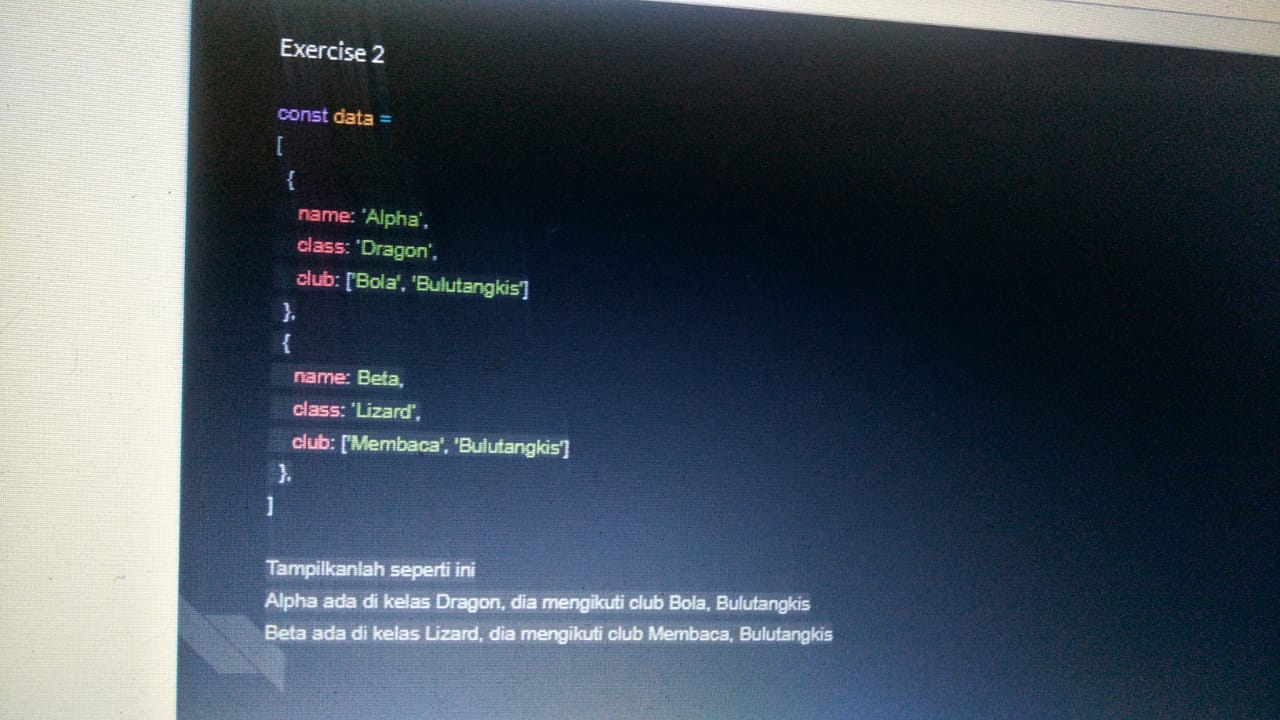 Exercise 2
const data =
[
{
name: 'Alpha',
class: 'Dragon',
club: ['Bola', 'Bulutangkis']
},
{
name: Beta,
class: 'Lizard',
club: ['Membaca', 'Bulutangkis']
},
]
Tampilkanlah seperti ini
Alpha ada di kelas Dragon, dia mengikuti club Bola, Bulutangkis
Beta ada di kelas Lizard, dia mengikuti club Membaca, Bulutangkis